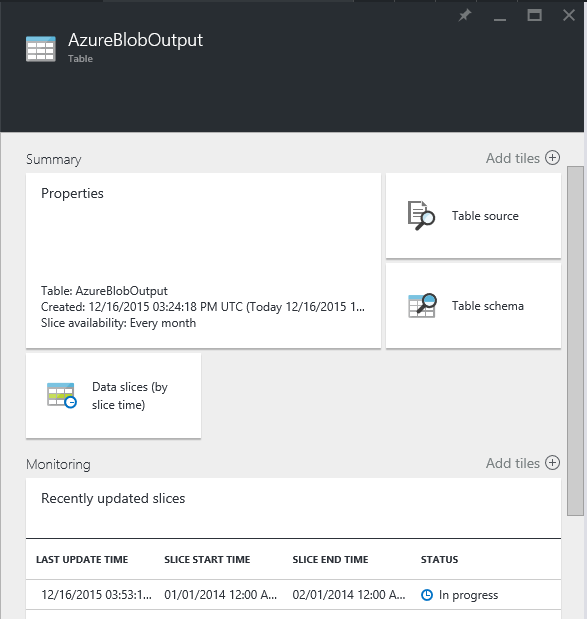 AzureBlobOutput
Table
Summary
Add tiles
Properties
Table: AzureBlobOutput
Created: 12/16/2015 03:24:18 PM UTC (Today 12/16/2015 1...
Slice availability: Every month
Table source
Table schema
Data slices (by
slice time)
Monitoring
Add tiles
Recently updated slices
LAST UPDATE TIME SLICE START TIME SLICE END TIME STATUS
12/16/2015 03:53:1... 01/01/2014 12:00 A... 02/01/2014 12:00 A... In progress